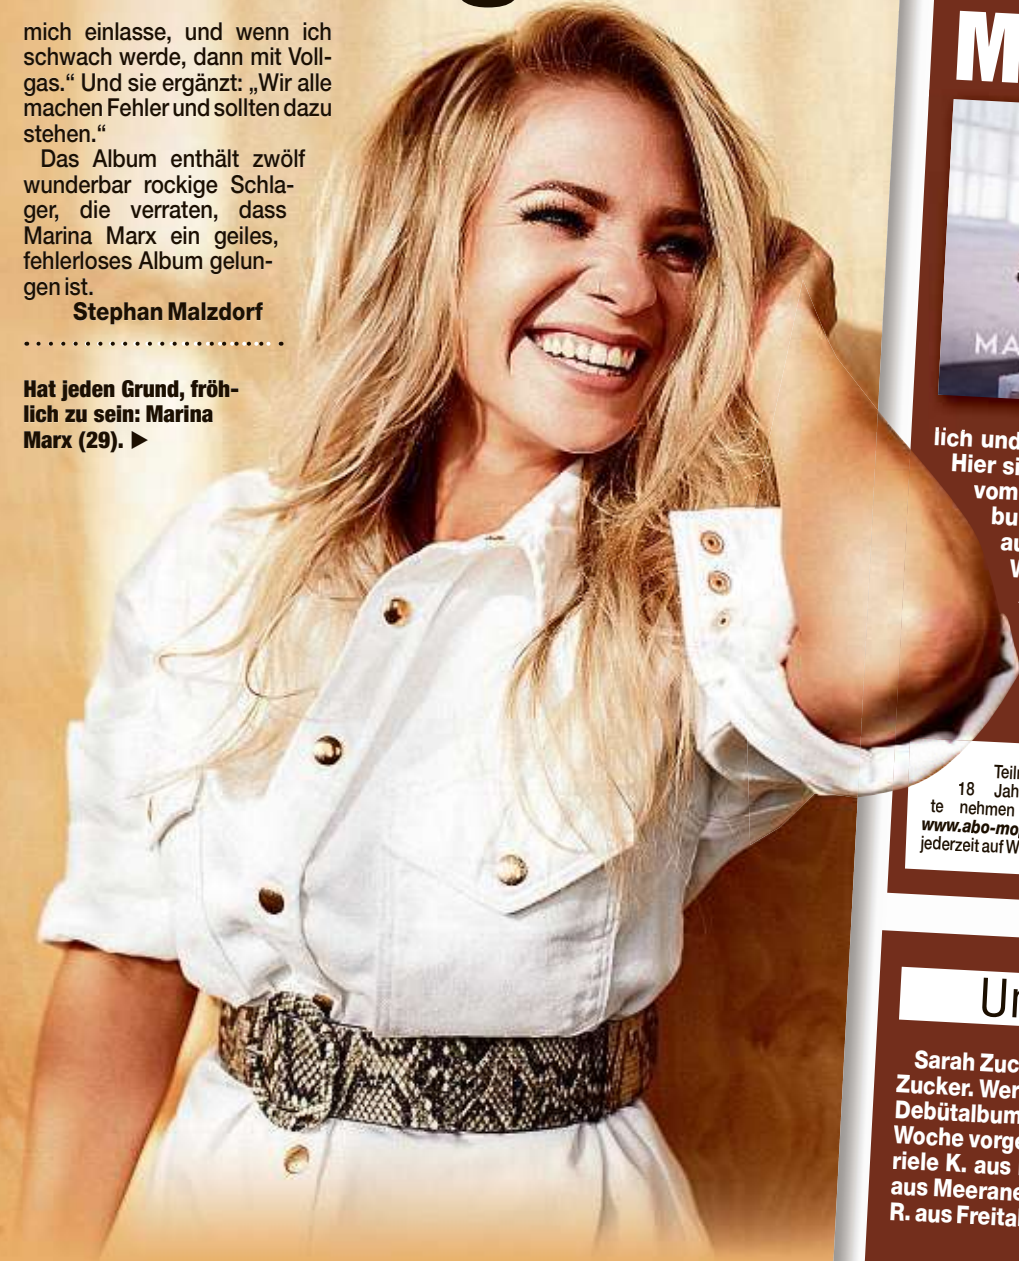 mich einlasse, und wenn ich
schwach werde, dann mit Voll-
gas.“ Und sie ergänzt: „Wir alle
machen Fehler und sollten dazu
stehen.“
Das Album enthält zwölf
wunderbar rockige Schla-
ger, die verraten, dass
Marina Marx ein geiles,
fehlerloses Album gelun-
gen ist.
Stephan Malzdorf
Hat jeden Grund, fröh-
lich zu sein: Marina
Marx (29). ►
M
MA
lich und
Hier si
vom
bu
au
W
Teil
18 Jah
te nehmen
www.abo-mo
jederzeit auf W
Un
Sarah Zuc
Zucker. Wer
Debütalbum
Woche vorge
riele K. aus
aus Meerane
R. aus Freital